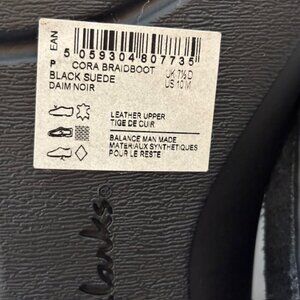 EAN
5 059304 807735
P CORA BRAIDBOOT
BLACK SUEDE
DAIM NOIR
UK 7½ D
US 10 M
LEATHER UPPER
TIGE DE CUIR
BALANCE MAN MADE
MATERIAUX SYNTHETIQUES
POUR LE RESTE
Clarks®